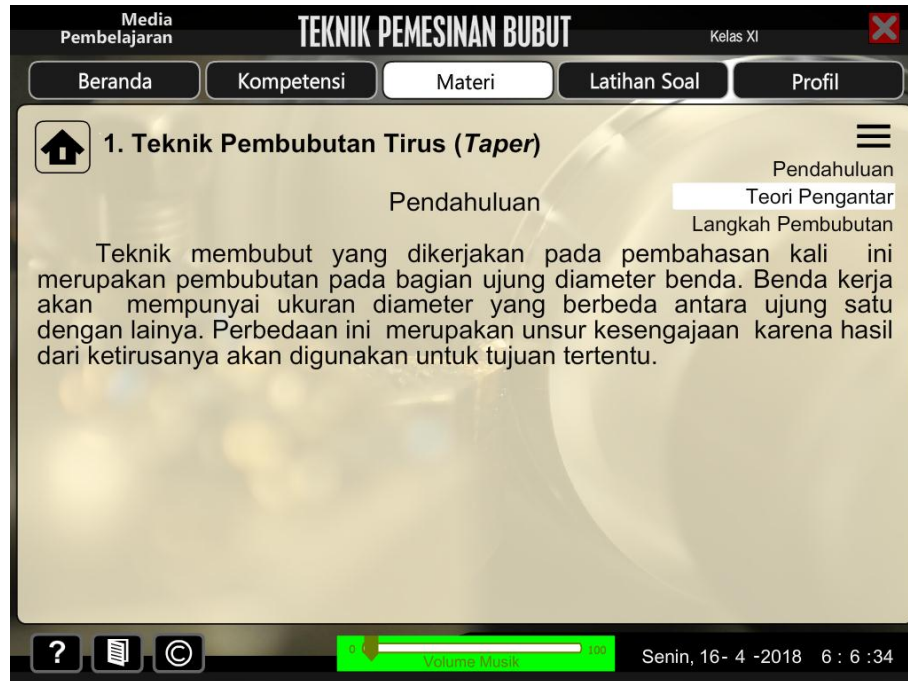 Media
Pembelajaran
TEKNIK PEMESINAN BUBUT
Kelas XI
Beranda
Kompetensi
Materi
Latihan Soal
Profil
1. Teknik Pembubutan Tirus (Taper)
Pendahuluan
Teori Pengantar
Langkah Pembubutan
Pendahuluan
Teknik membubut yang dikerjakan pada pembahasan kali ini
merupakan pembubutan pada bagian ujung diameter benda. Benda kerja
akan mempunyai ukuran diameter yang berbeda antara ujung satu
dengan lainya. Perbedaan ini merupakan unsur kesengajaan karena hasil
dari ketirusanya akan digunakan untuk tujuan tertentu.
?
©
0
100
Volume Musik
Senin, 16- 4 -2018 6 : 6 :34